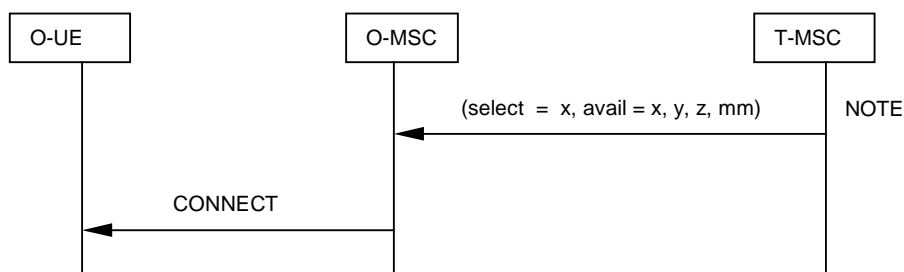 O-UE
O-MSC
T-MSC
(select = x, avail = x, y, z, mm)
NOTE
CONNECT